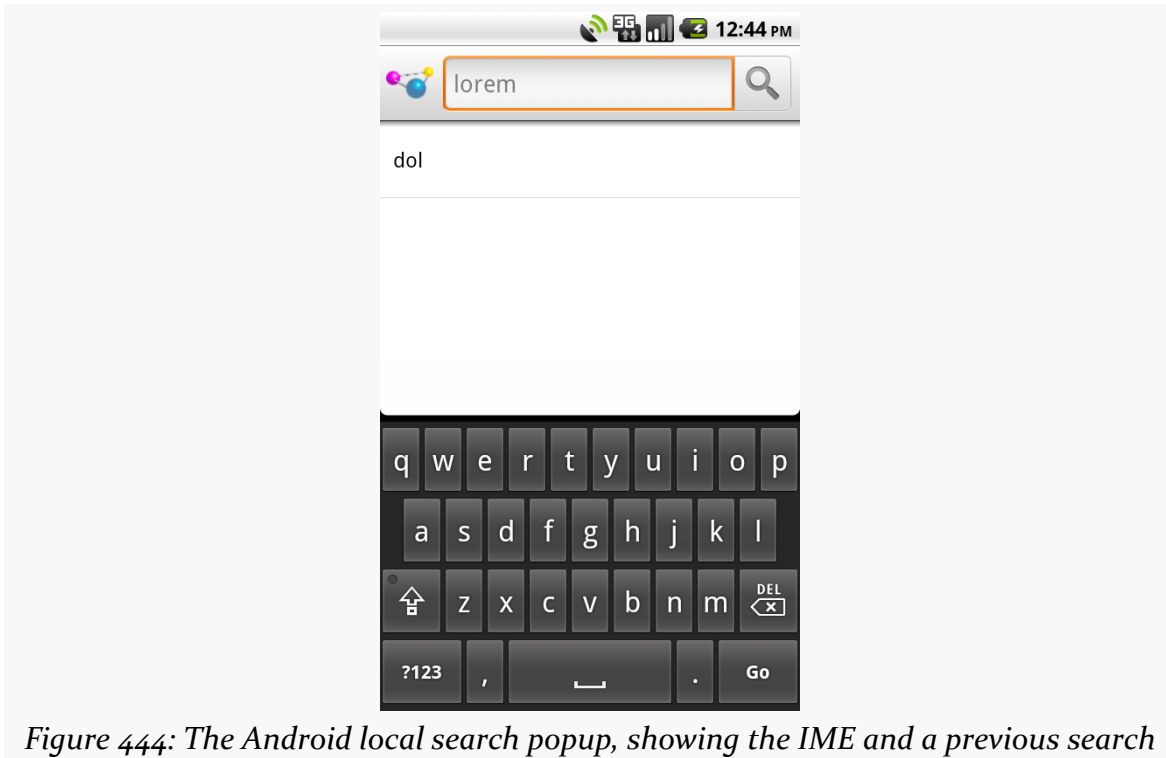 3G 12:44 PM
lorem
dol
q w e r t y u i o p
a s d f g h j k l
z x c v b n m DEL
?123 , . Go
Figure 444: The Android local search popup, showing the IME and a previous search